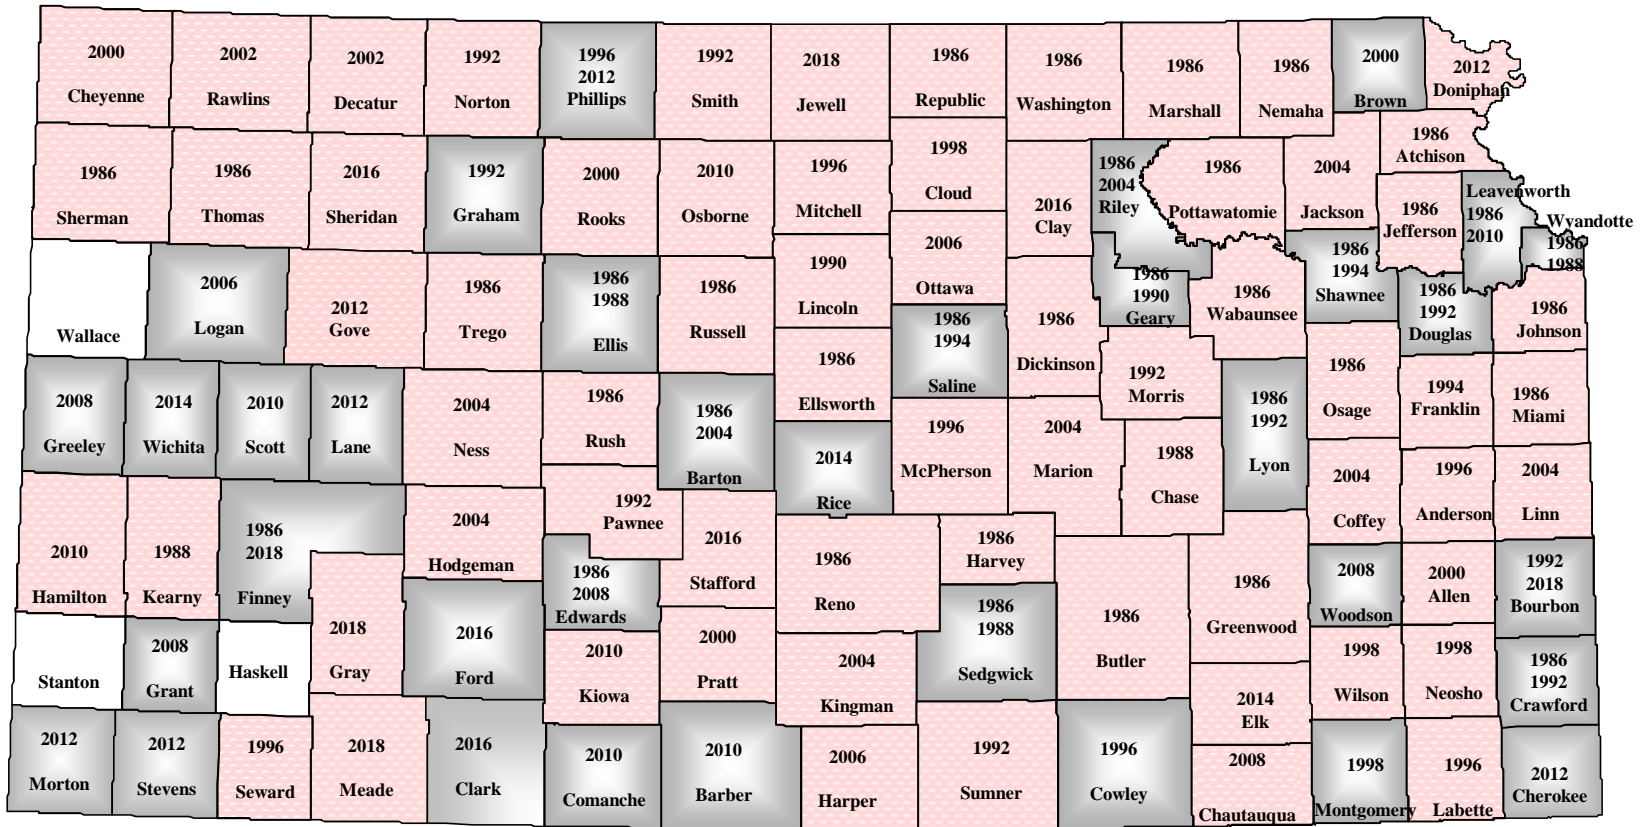 2000
Cheyenne
2002
Rawlins
2002
Decatur
1992
Norton
1996
2012
Phillips
1992
Smith
2018
Jewell
1986
Republic
1986
Washington
1986
Marshall
1986
Nemaha
2000
Brown
2012
Doniphan
1986
Sherman
1986
Thomas
2016
Sheridan
1992
Graham
2000
Rooks
2010
Osborne
1996
Mitchell
1998
Cloud
2016
Clay
1986
2004
Riley
1986
Pottawatomie
2004
Jackson
1986
Atchison
1986
Jefferson
Leavenworth
1986
2010
Wyandotte
1986
1988
Wallace
2006
Logan
2012
Gove
1986
Trego
1986
1988
Ellis
1986
Russell
1990
Lincoln
2006
Ottawa
1986
1994
Saline
1986
Dickinson
1986
1990
Geary
1986
Wabaunsee
1986
1994
Shawnee
1986
1992
Douglas
1986
Johnson
2008
Greeley
2014
Wichita
2010
Scott
2012
Lane
2004
Ness
1986
Rush
1986
2004
Barton
1986
Ellsworth
2014
Rice
1996
McPherson
2004
Marion
1992
Morris
1988
Chase
1986
1992
Lyon
1986
Osage
1994
Franklin
1986
Miami
2010
Hamilton
1988
Kearny
1986
2018
Finney
2004
Hodgeman
1992
Pawnee
1986
2008
Edwards
2016
Stafford
1986
Reno
1986
Harvey
1986
1988
Sedgwick
1986
Butler
1986
Greenwood
2004
Coffey
1996
Anderson
2004
Linn
2008
Woodson
2000
Allen
1992
2018
Bourbon
Stanton
2008
Grant
Haskell
2018
Gray
2016
Ford
2010
Kiowa
2000
Pratt
2004
Kingman
2014
Elk
1998
Wilson
1998
Neosho
1986
1992
Crawford
2012
Morton
2012
Stevens
1996
Seward
2018
Meade
2016
Clark
2010
Comanche
2010
Barber
2006
Harper
1992
Sumner
1996
Cowley
2008
Chautauqua
1998
Montgomery
1996
Labette
2012
Cherokee